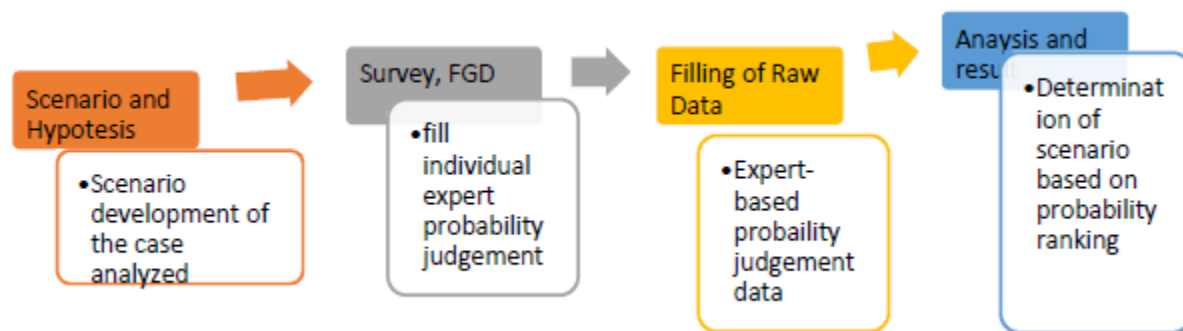 Scenario and
Hypotesis
•Scenario
development of
the case
analyzed
Survey, FGD
•fill
individual
expert
probability
judgement
Filling of Raw
Data
•Expert-
based
probaility
judgement
data
Anaysis and
result
•Determinat
ion of
scenario
based on
probability
ranking